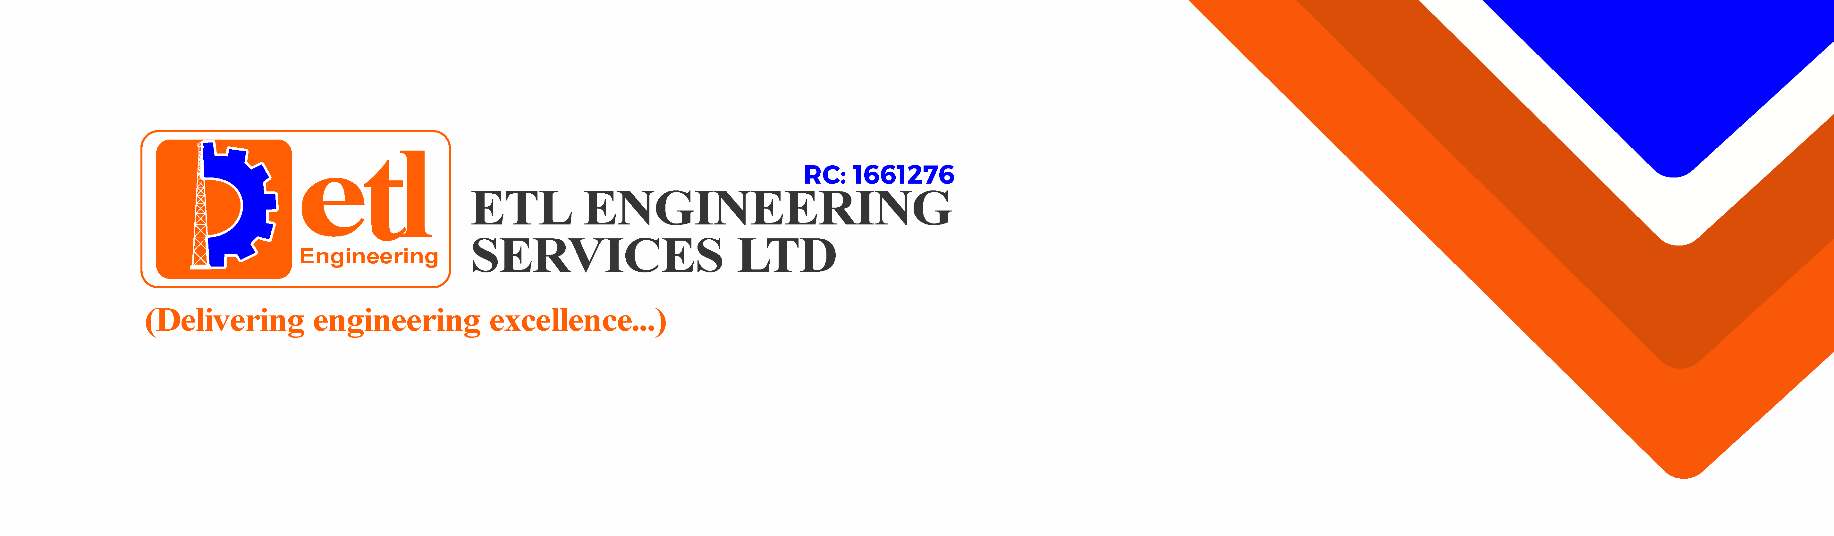 etl
Engineering
RC: 1661276
ETL ENGINEERING
SERVICES LTD
(Delivering engineering excellence...)